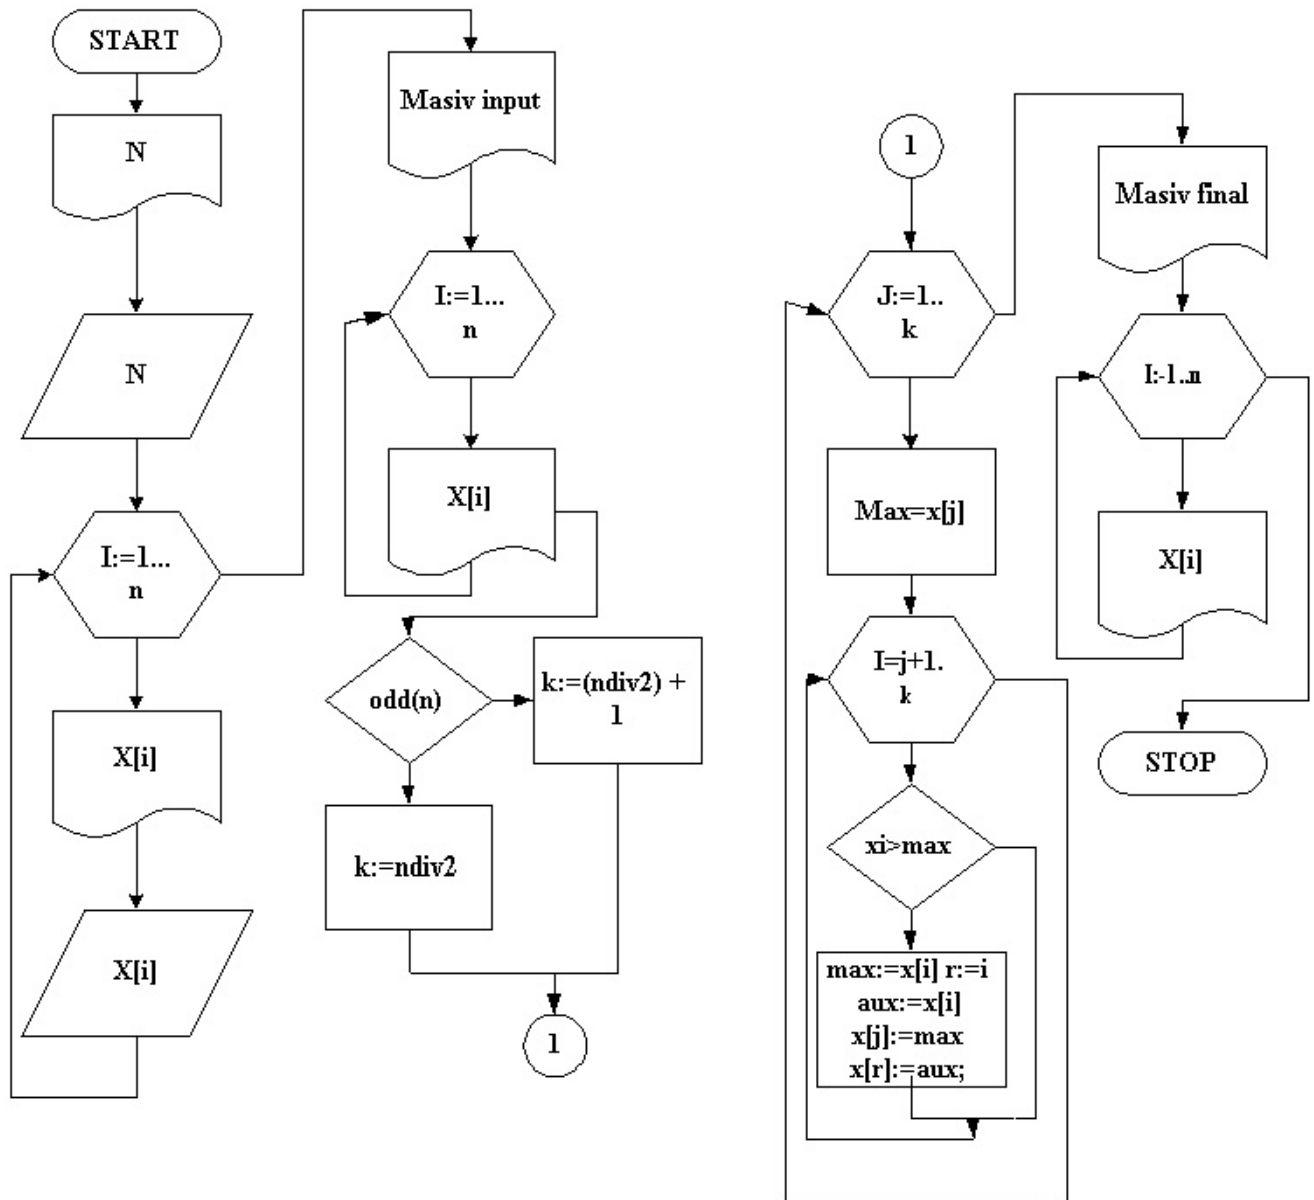 START
N
N
I:=1...
n
X[i]
X[i]
Masiv input
I:=1...
n
X[i]
odd(n)
k:=(ndiv2) +
1
k:=ndiv2
1
1
J:=1..
k
Max=x[j]
I=j+1.
k
xi>max
max:=x[i] r:=i
aux:=x[i]
x[j]:=max
x[r]:=aux;
Masiv final
I:-1..n
X[i]
STOP